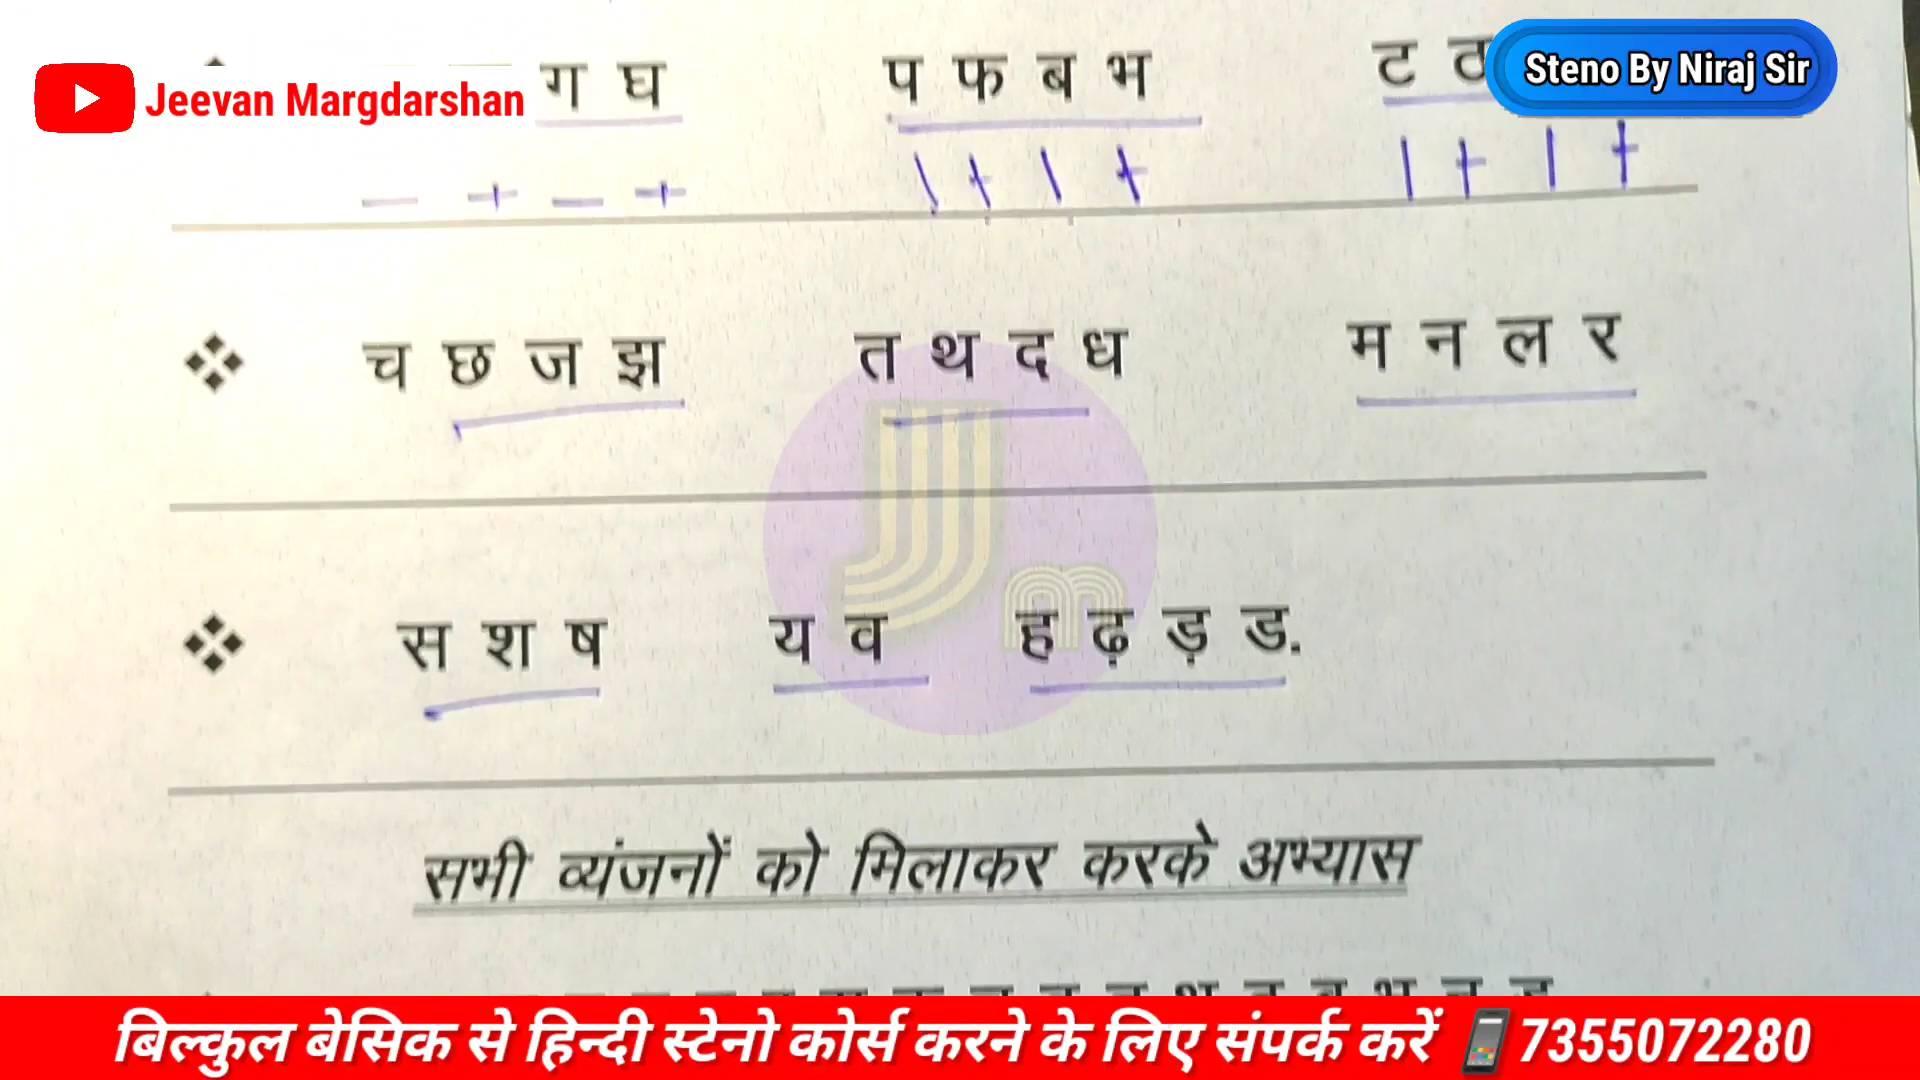 Jeevan Margdarshan
Steno By Niraj Sir
ग घ प फ ब भ ट ठ
च छ ज झ त थ द ध म न ल र
स श ष य व ह ढ़ ड़ ड.
सभी व्यंजनों को मिलाकर करके अभ्यास
बिल्कुल बेसिक से हिन्दी स्टेनो कोर्स करने के लिए संपर्क करें 7355072280